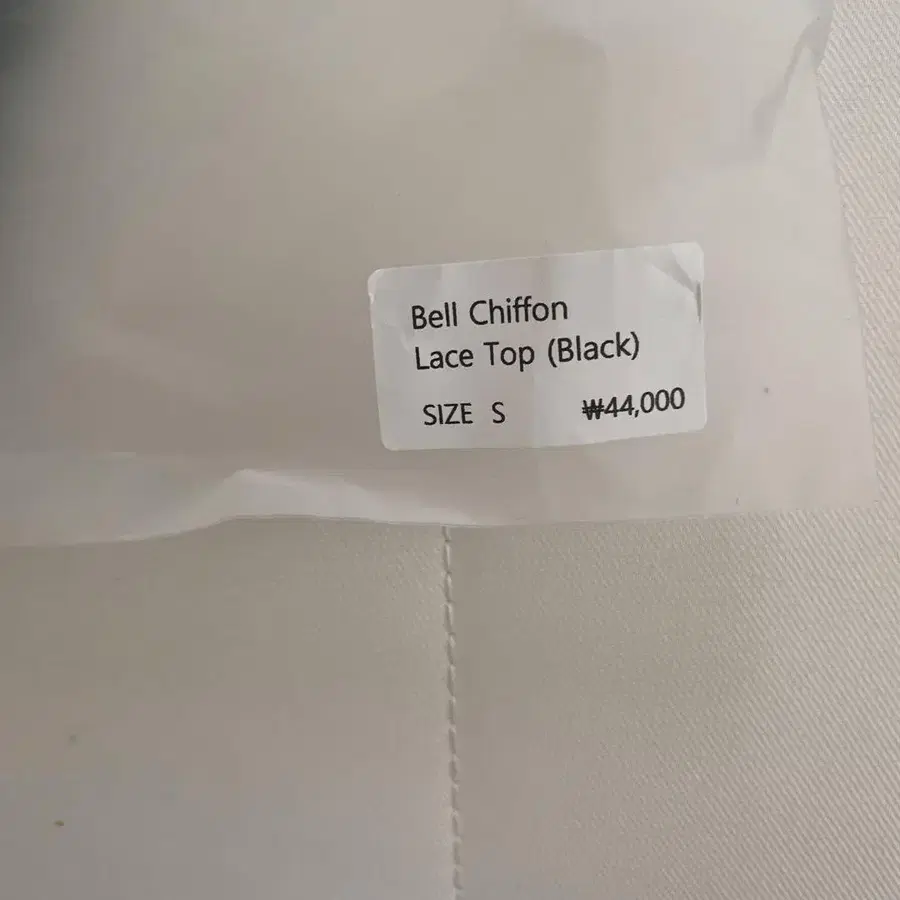 Bell Chiffon
Lace Top (Black)
SIZE S ₩44,000